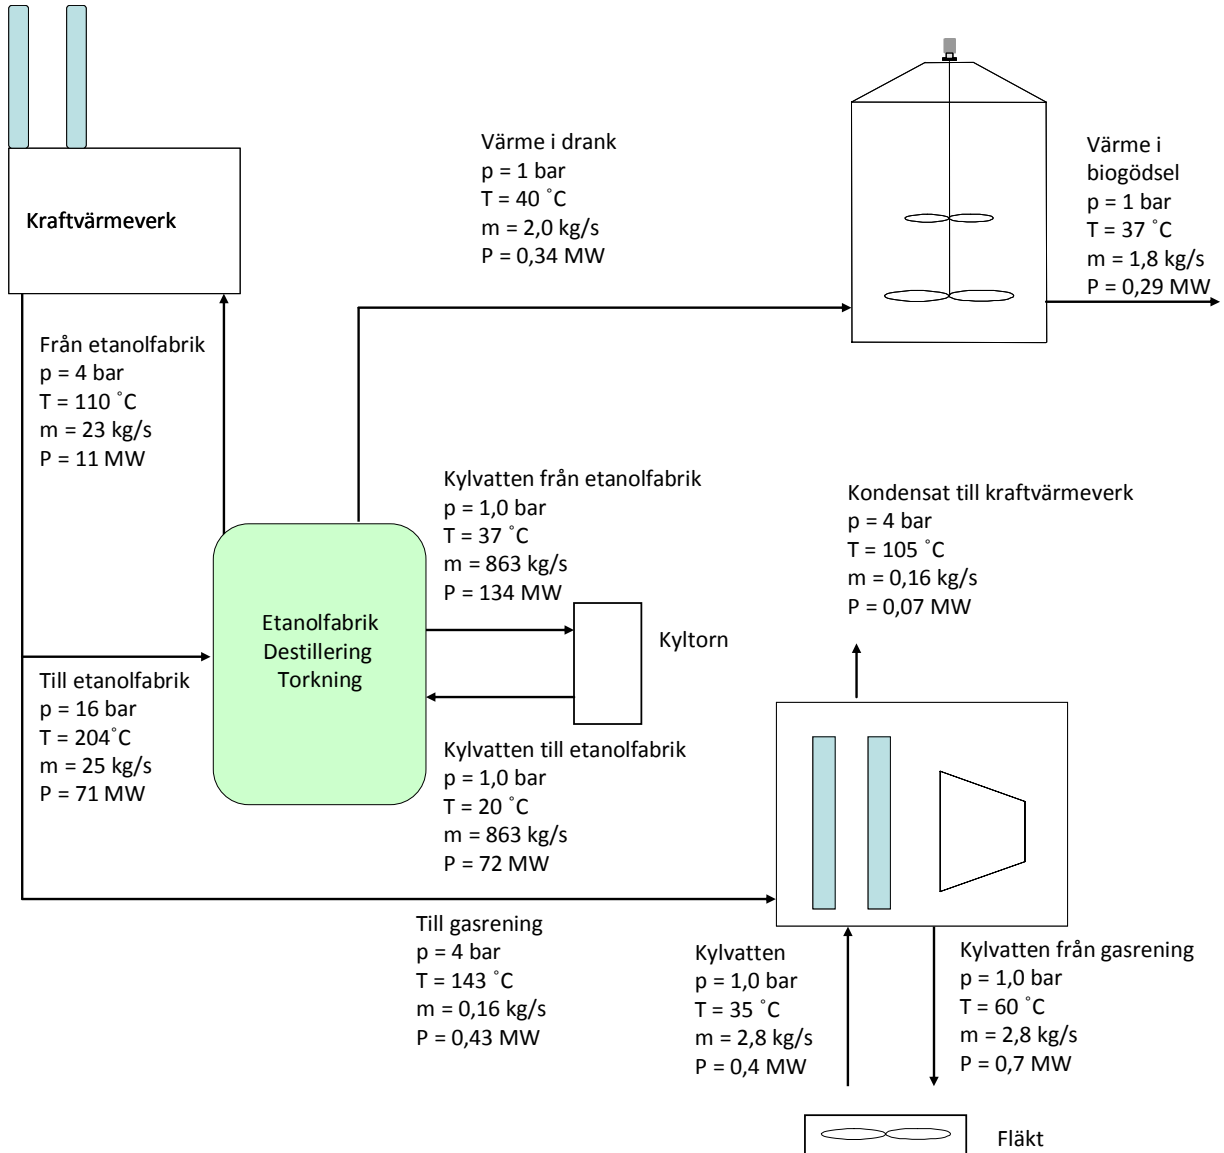 Kraftvärmeverk
Värme i drank
p = 1 bar
T = 40 ˚C
m = 2,0 kg/s
P = 0,34 MW
Värme i
biogödsel
p = 1 bar
T = 37 ˚C
m = 1,8 kg/s
P = 0,29 MW
Från etanolfabrik
p = 4 bar
T = 110 ˚C
m = 23 kg/s
P = 11 MW
Kylvatten från etanolfabrik
p = 1,0 bar
T = 37 ˚C
m = 863 kg/s
P = 134 MW
Kondensat till kraftvärmeverk
p = 4 bar
T = 105 ˚C
m = 0,16 kg/s
P = 0,07 MW
Etanolfabrik
Destillering
Torkning
Kyltorn
Till etanolfabrik
p = 16 bar
T = 204˚C
m = 25 kg/s
P = 71 MW
Kylvatten till etanolfabrik
p = 1,0 bar
T = 20 ˚C
m = 863 kg/s
P = 72 MW
Till gasrening
p = 4 bar
T = 143 ˚C
m = 0,16 kg/s
P = 0,43 MW
Kylvatten
p = 1,0 bar
T = 35 ˚C
m = 2,8 kg/s
P = 0,4 MW
Kylvatten från gasrening
p = 1,0 bar
T = 60 ˚C
m = 2,8 kg/s
P = 0,7 MW
Fläkt